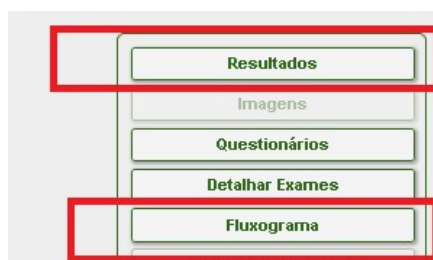 Resultados
Imagens
Questionários
Detalhar Exames
Fluxograma